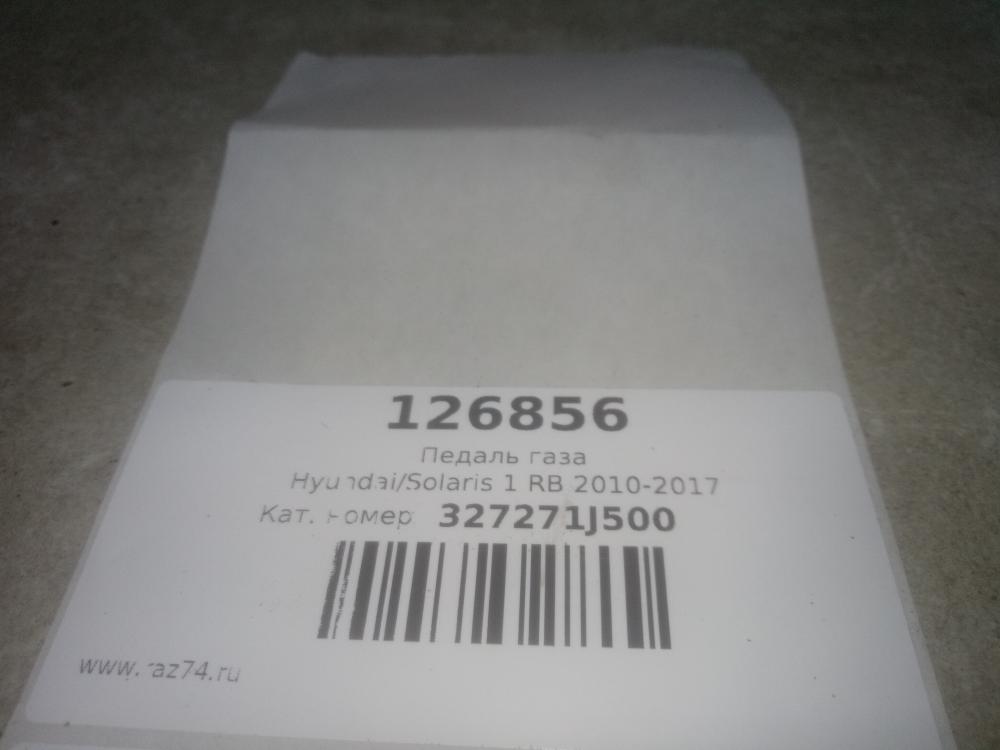 126856
Педаль газа
Hyundai/Solaris 1 RB 2010-2017
Кат. номер 327271J500
www.raz74.ru